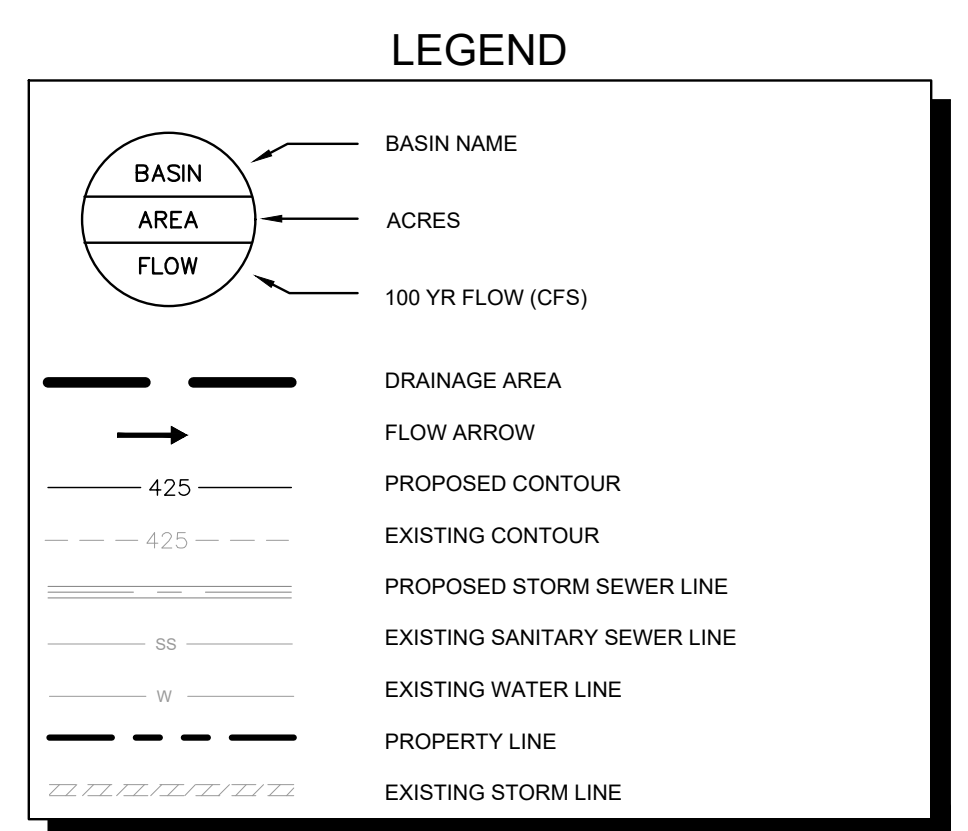 LEGEND
BASIN
BASIN NAME
AREA
ACRES
FLOW
100 YR FLOW (CFS)
DRAINAGE AREA
FLOW ARROW
425 PROPOSED CONTOUR
425 EXISTING CONTOUR
PROPOSED STORM SEWER LINE
SS EXISTING SANITARY SEWER LINE
W EXISTING WATER LINE
PROPERTY LINE
EXISTING STORM LINE